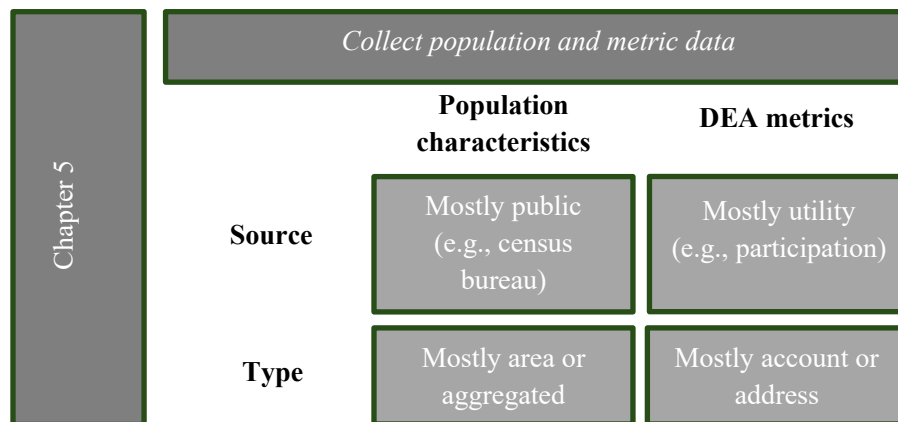 Chapter 5
Collect population and metric data
Population
characteristics
DEA metrics
Source
Mostly public
(e.g., census
bureau)
Mostly utility
(e.g., participation)
Type
Mostly area or
aggregated
Mostly account or
address